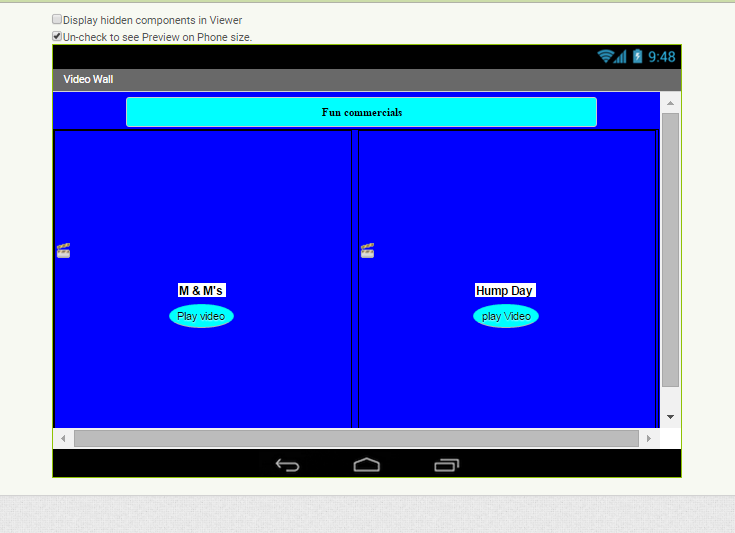 Display hidden components in Viewer
Un-check to see Preview on Phone size.
9:48
Video Wall
Fun commercials
M & M's
Hump Day
Play video
play Video